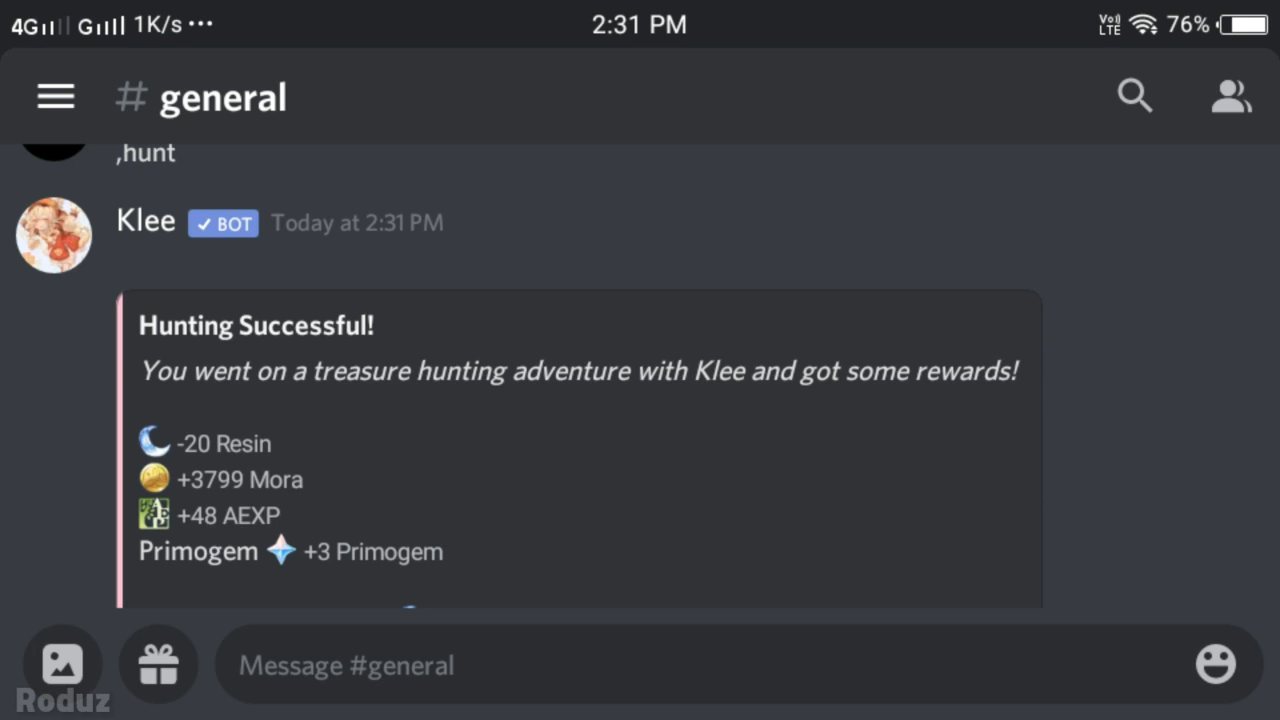 4G G 1K/s ··· 2:31 PM Vo)) LTE 76%
# general
,hunt
Klee ✓ BOT Today at 2:31 PM
Hunting Successful!
You went on a treasure hunting adventure with Klee and got some rewards!
-20 Resin
+3799 Mora
+48 AEXP
Primogem +3 Primogem
Message #general
Roduz